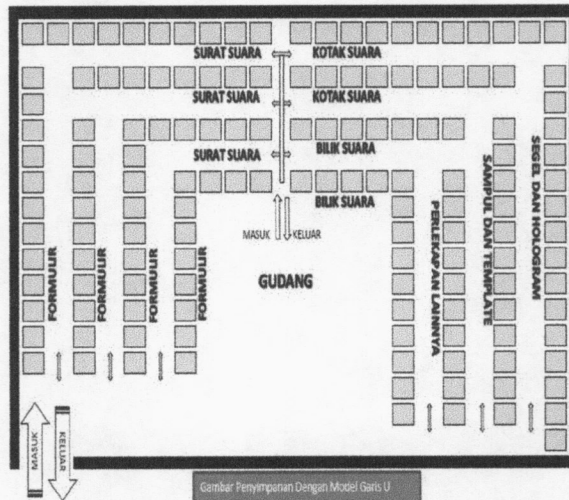 SURAT SUARA KOTAK SUARA
SURAT SUARA KOTAK SUARA
SURAT SUARA BILIK SUARA
BILIK SUARA
MASUK KELUAR
GUDANG
FORMULIR
FORMULIR
FORMULIR
FORMULIR
PERLEKAPAN LAINNYA
SAMPUL DAN TEMPLATE
SEGEL DAN HOLOGRAM
MASUK
KELUAR
Gambar Penyimpanan Dengan Model Garis U